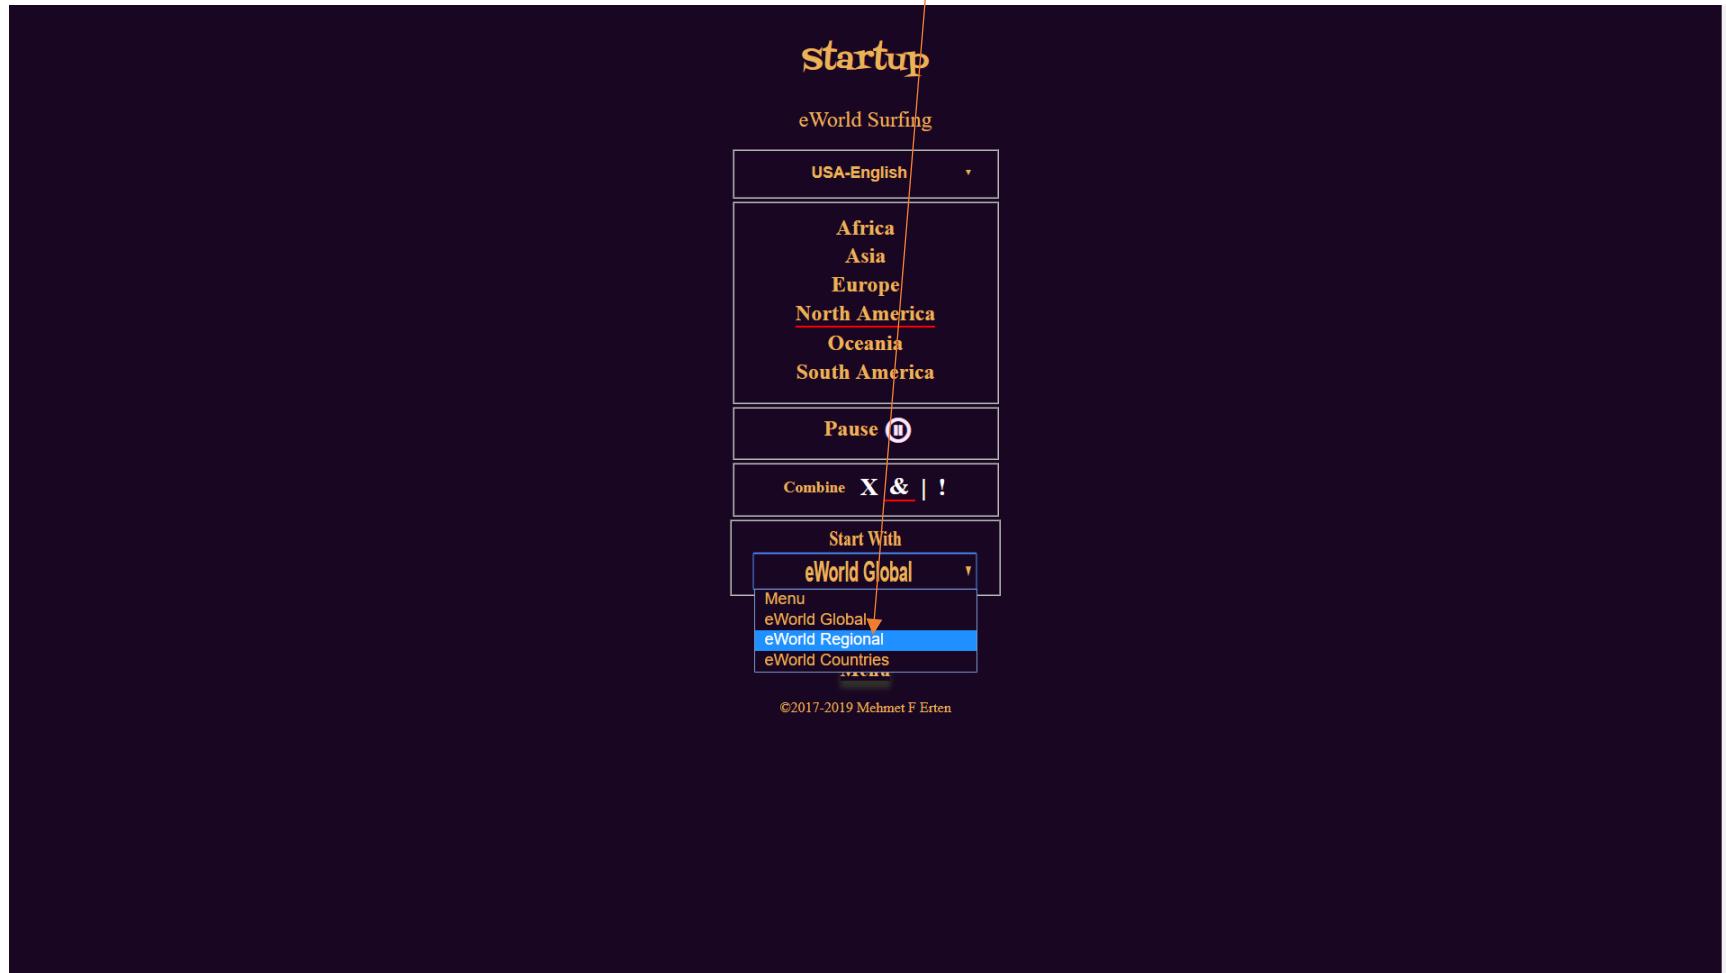 startup
eWorld Surfing
USA-English
Africa
Asia
Europe
North America
Oceania
South America
Pause
Combine X & | !
Start With
eWorld Global
Menu
eWorld Global
eWorld Regional
eWorld Countries
Menu
©2017-2019 Mehmet F Erten